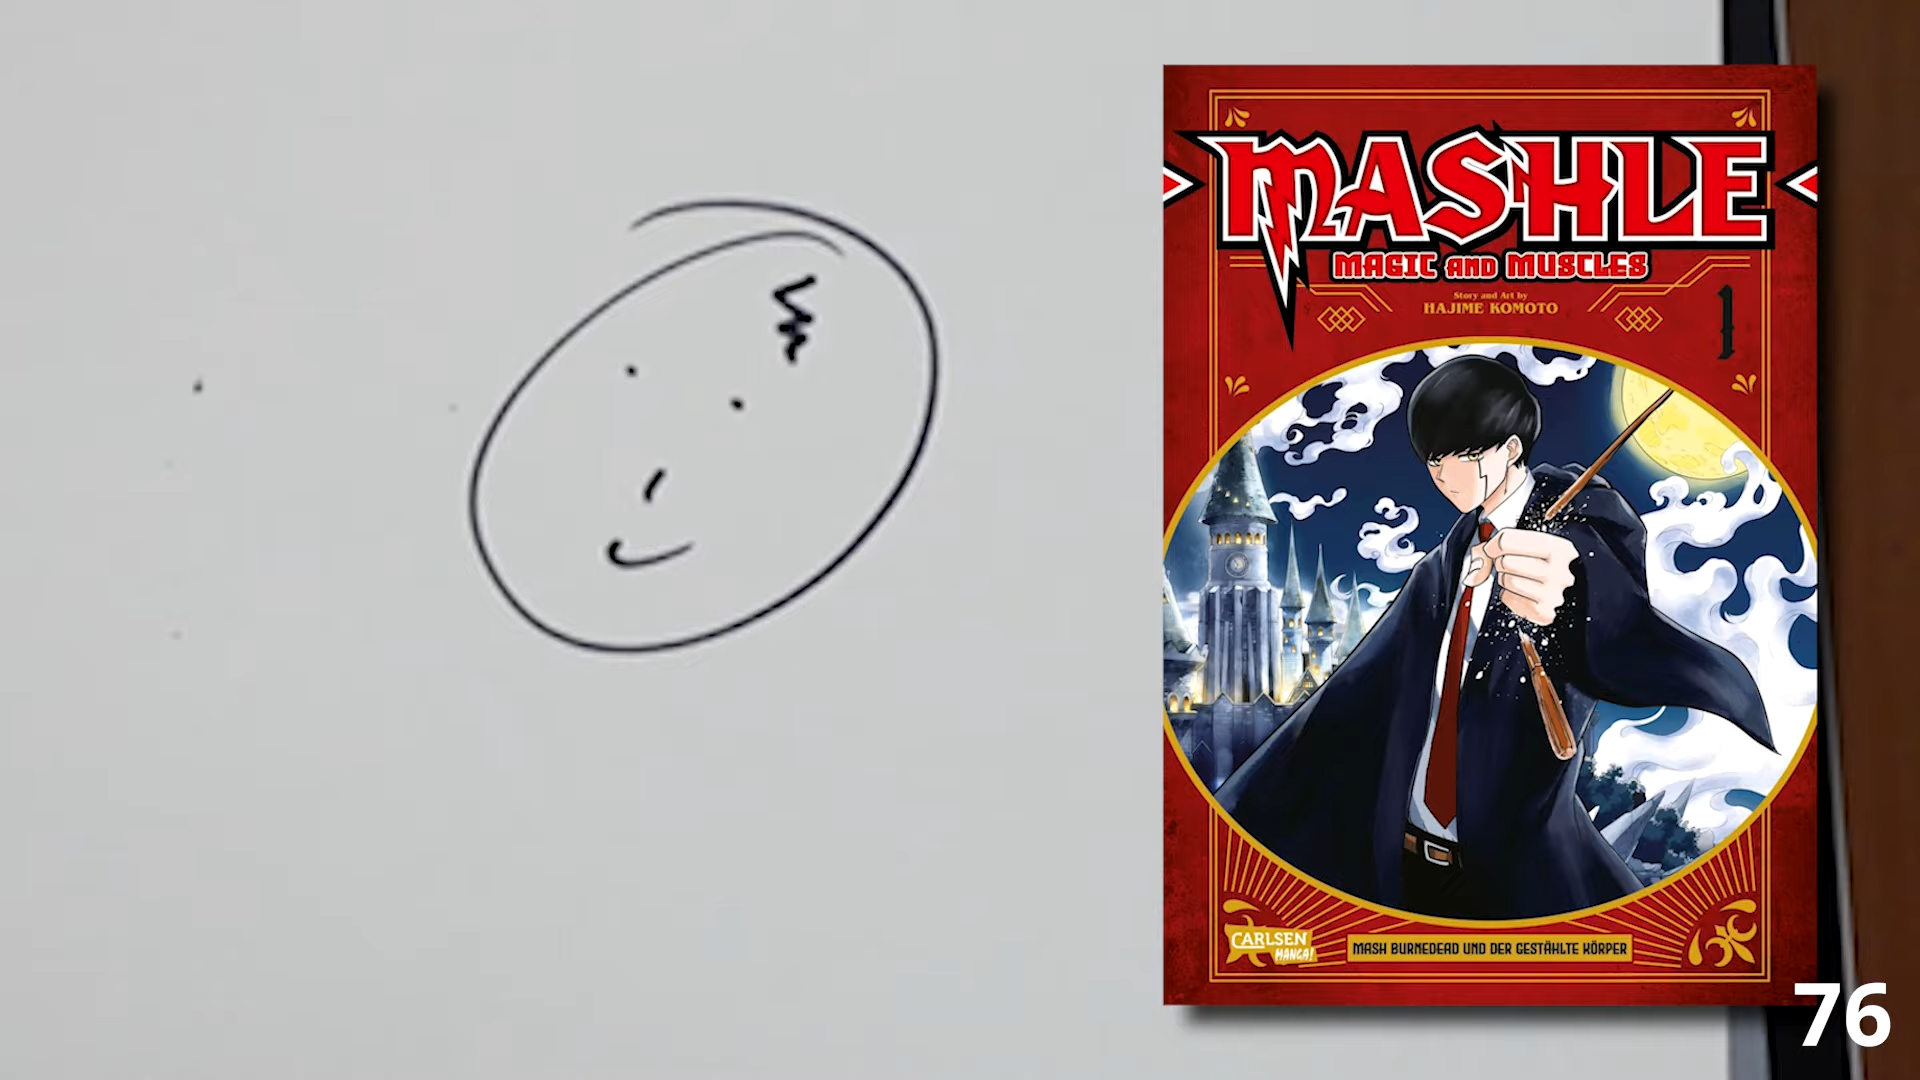 MASHLE
MAGIC AND MUSCLES
Story and Art by
HAJIME KOMOTO
1
CARLSEN
MANGA!
MASH BURNEDEAD UND DER GESTÄHLTE KÖRPER
76